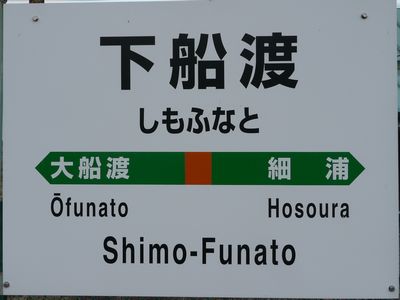 下船渡
しもふなと
大船渡 細浦
Ōfunato Hosoura
Shimo-Funato